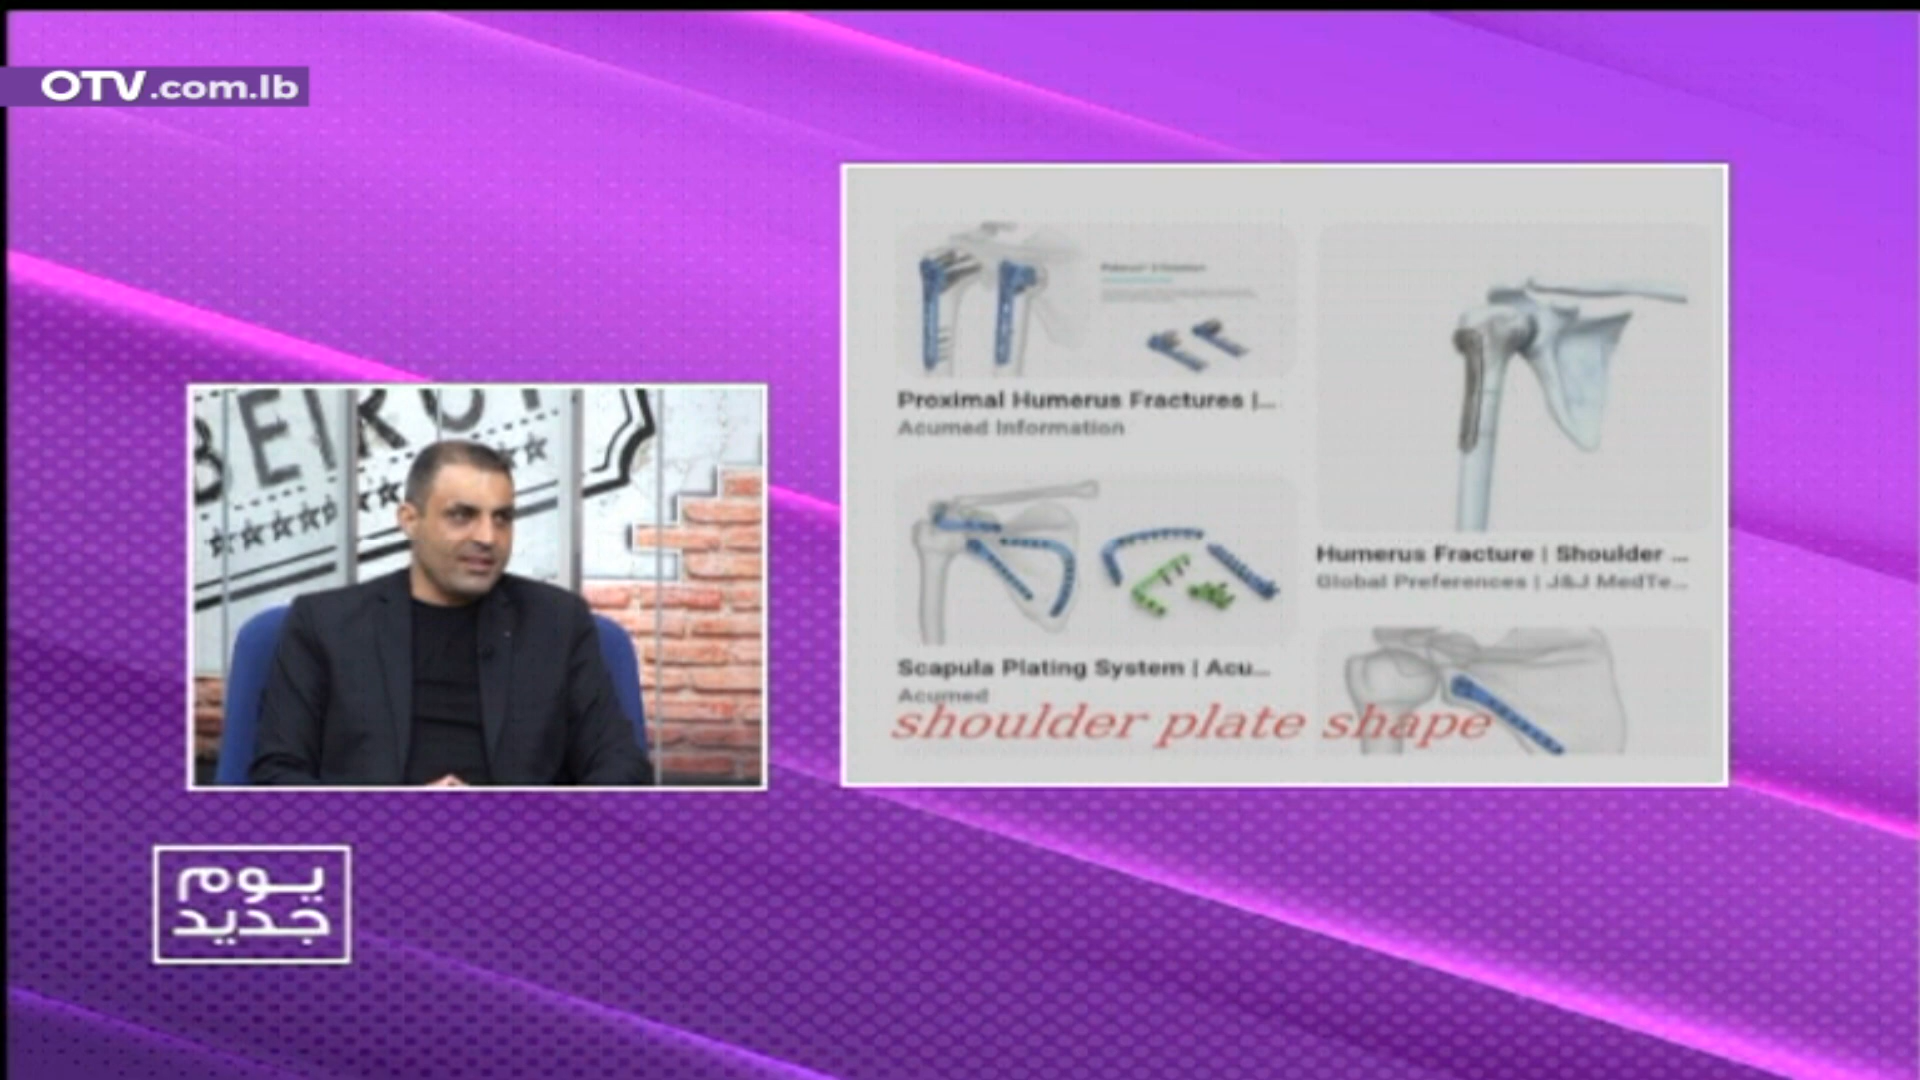 OTV.com.lb
BEIRUT
Proximal Humerus Fractures |...
Acumed Information
Humerus Fracture | Shoulder ...
Global Preferences | J&J MedTe...
Scapula Plating System | Acu...
Acumed
shoulder plate shape
يوم
جديد